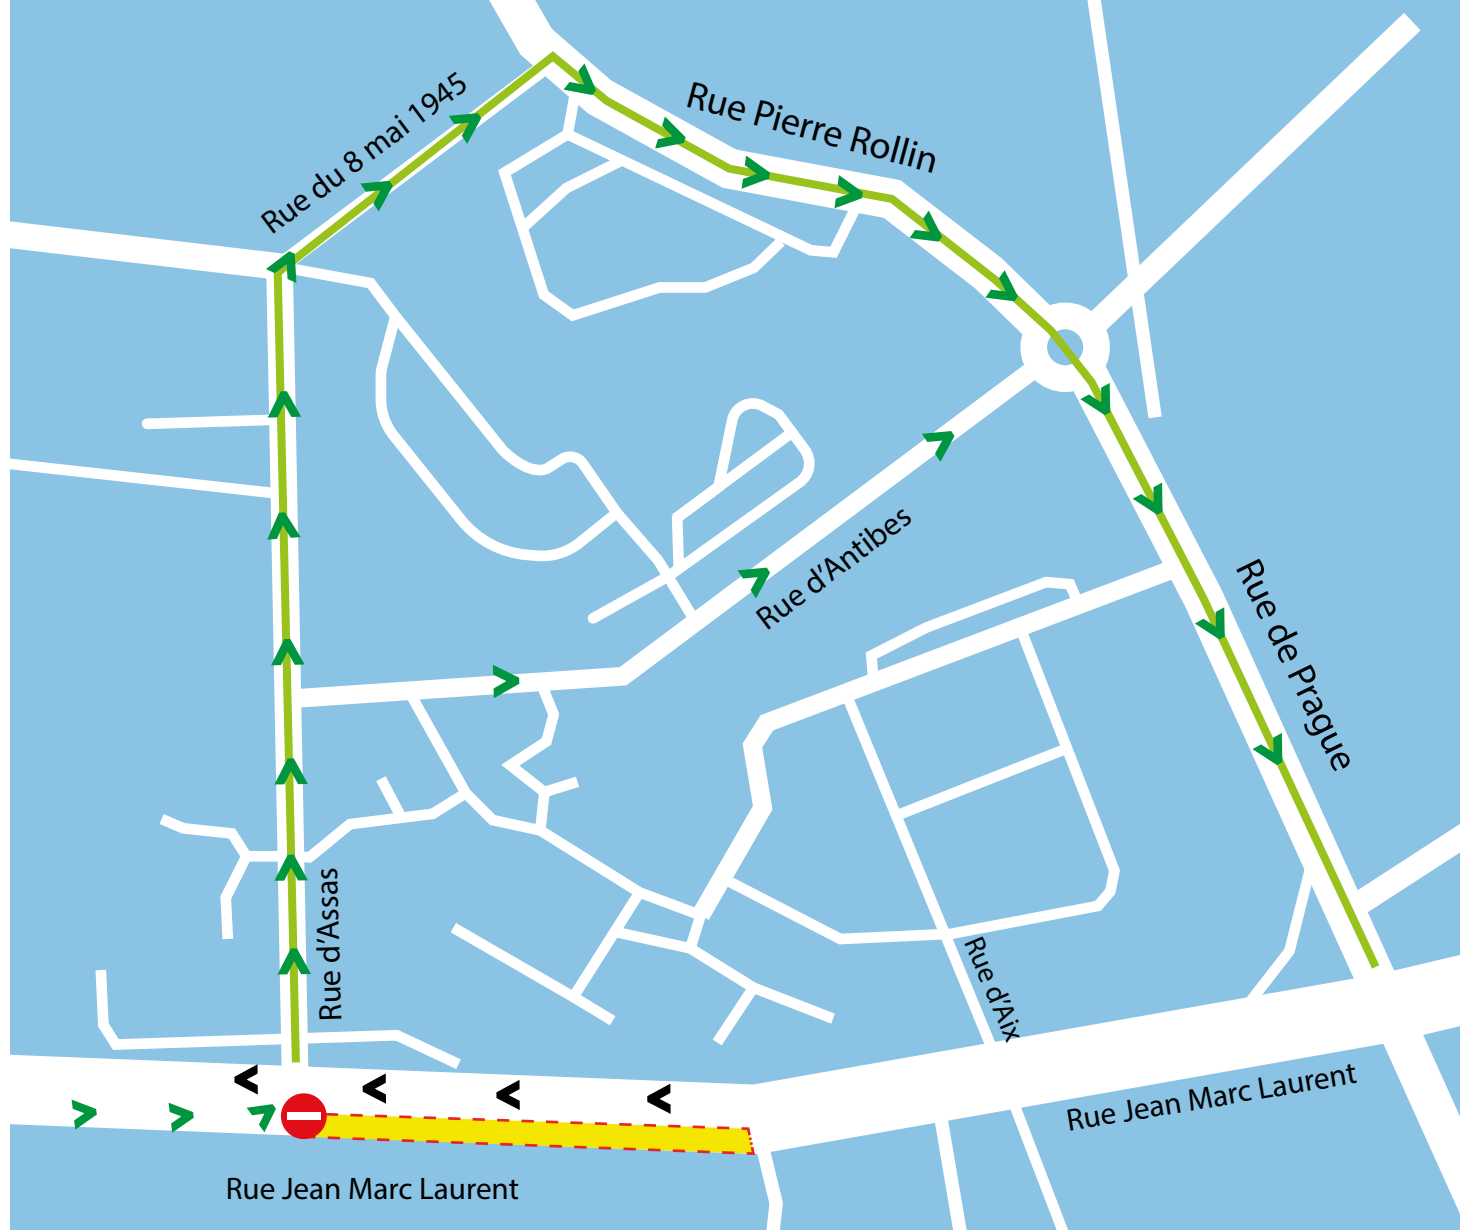 Rue du 8 mai 1945
Rue Pierre Rollin
Rue d'Antibes
Rue de Prague
Rue d'Assas
Rue d'Aix
Rue Jean Marc Laurent
Rue Jean Marc Laurent